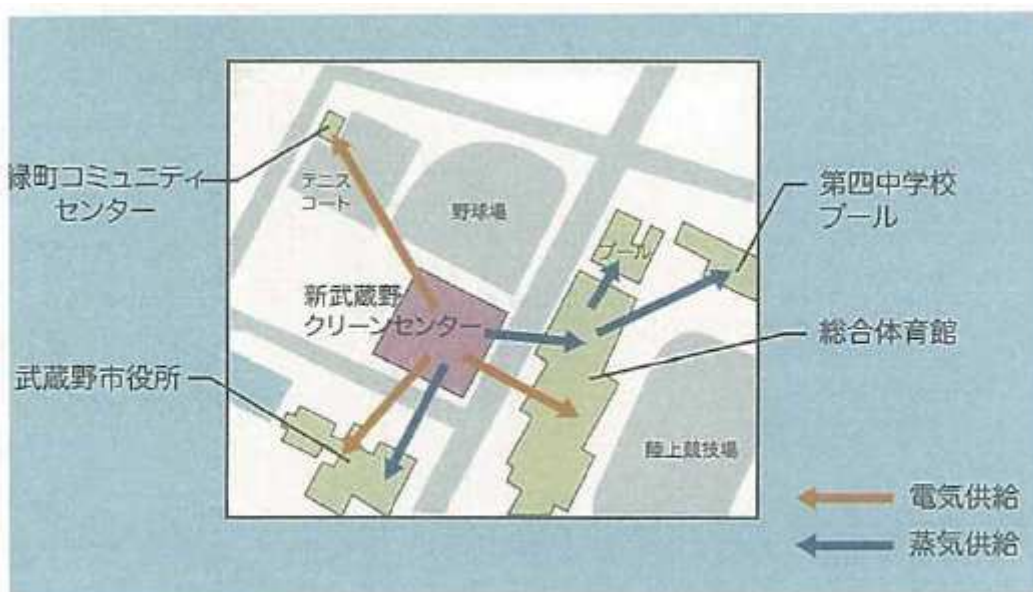 緑町コミュニティ
センター
テニス
コート
野球場
プール
第四中学校
プール
新武蔵野
クリーンセンター
総合体育館
武蔵野市役所
陸上競技場
電気供給
蒸気供給